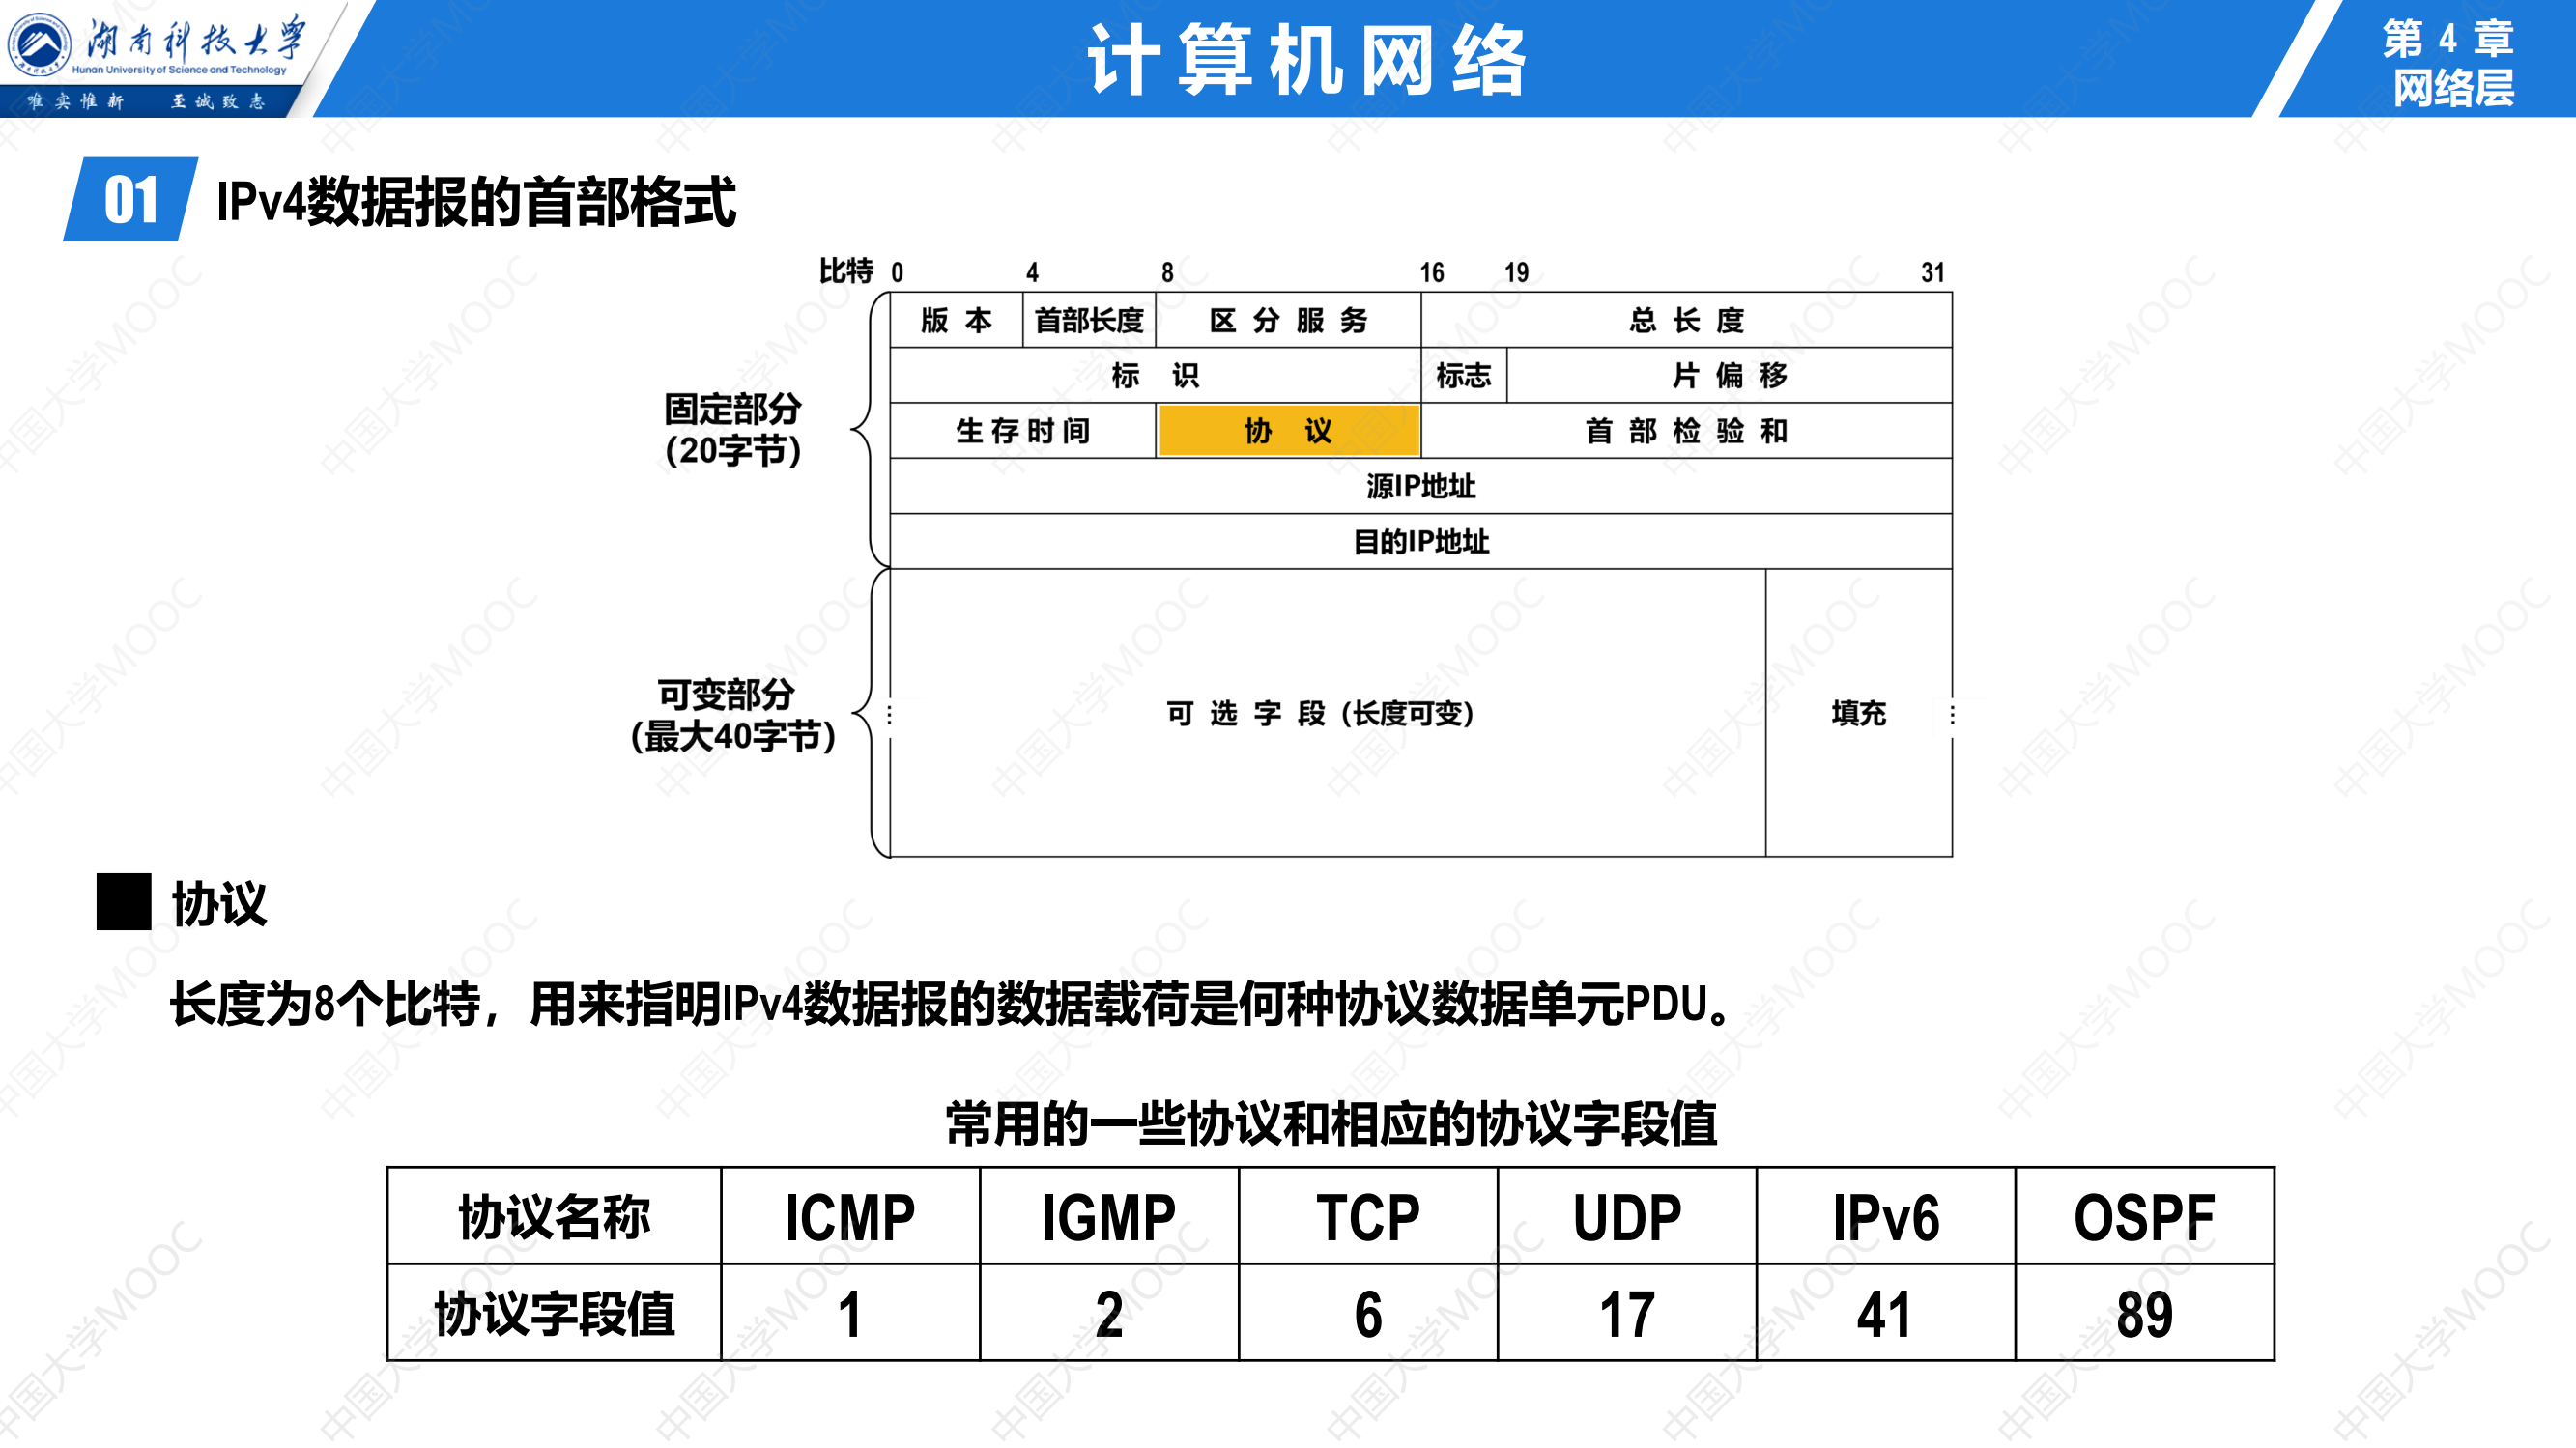 湖南科技大学
Hunan University of Science and Technology
唯实惟新 至诚致志
计算机网络
第 4 章
网络层
01 IPv4数据报的首部格式
比特 0 4 8 16 19 31
版 本 首部长度 区 分 服 务 总 长 度
标 识 标志 片 偏 移
固定部分
(20字节)
生 存 时 间 协 议 首 部 检 验 和
源IP地址
目的IP地址
可变部分
(最大40字节)
可 选 字 段 (长度可变) 填充
协议
长度为8个比特，用来指明IPv4数据报的数据载荷是何种协议数据单元PDU。
常用的一些协议和相应的协议字段值
协议名称 ICMP IGMP TCP UDP IPv6 OSPF
协议字段值 1 2 6 17 41 89
中国大学MOOC